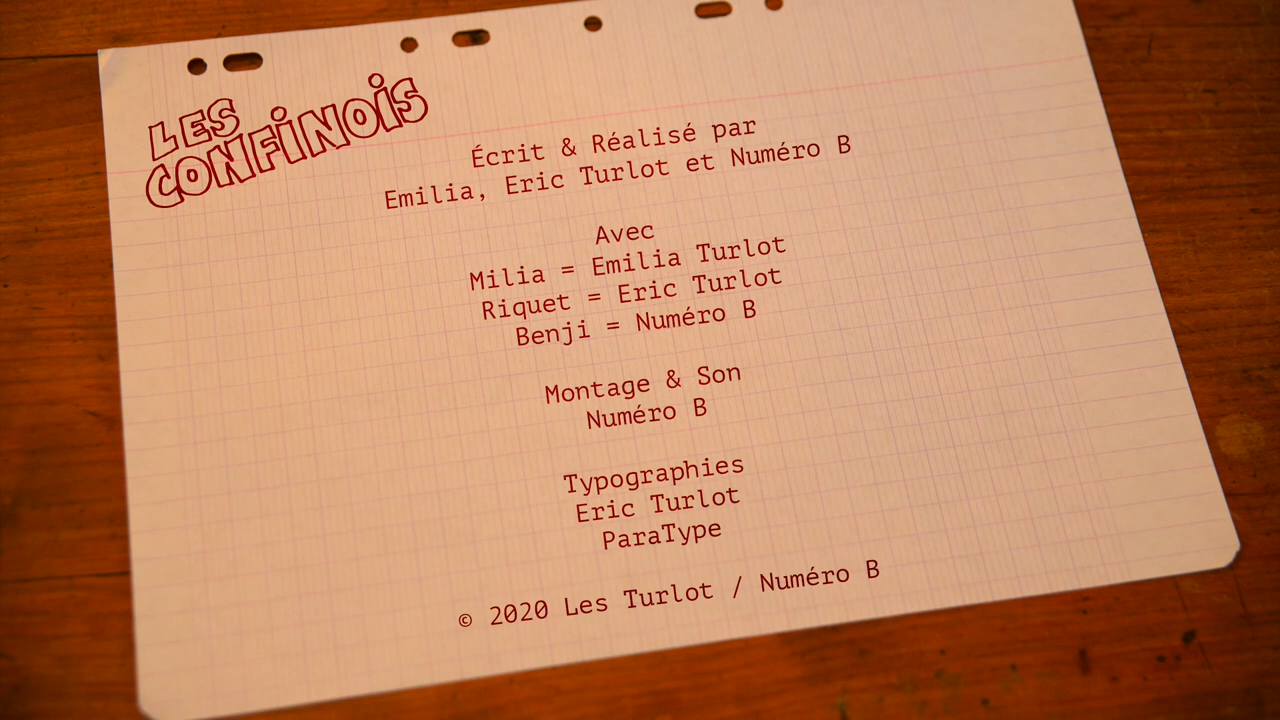 LES
CONFINOIS
Écrit & Réalisé par
Emilia, Eric Turlot et Numéro B
Avec
Milia = Emilia Turlot
Riquet = Eric Turlot
Benji = Numéro B
Montage & Son
Numéro B
Typographies
Eric Turlot
ParaType
© 2020 Les Turlot / Numéro B